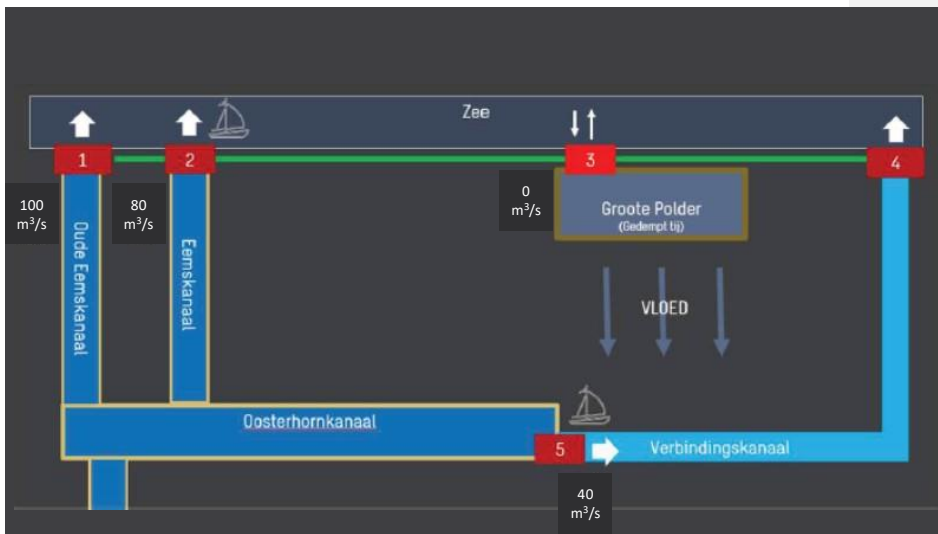 Zee
1
2
3
4
100
m³/s
80
m³/s
0
m³/s
Groote Polder
(Gedempt tij)
Oude Eemskanaal
Eemskanaal
VLOED
Oosterhornkanaal
5
Verbindingskanaal
40
m³/s